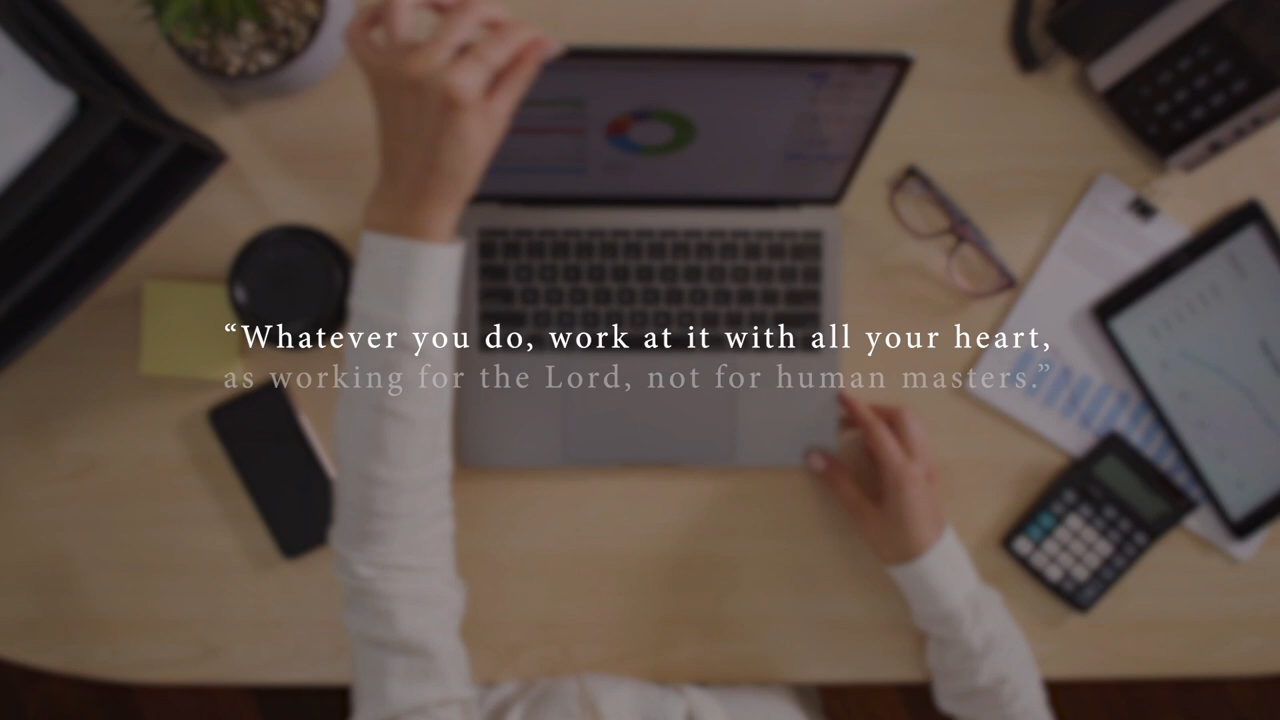 “Whatever you do, work at it with all your heart,
as working for the Lord, not for human masters.”